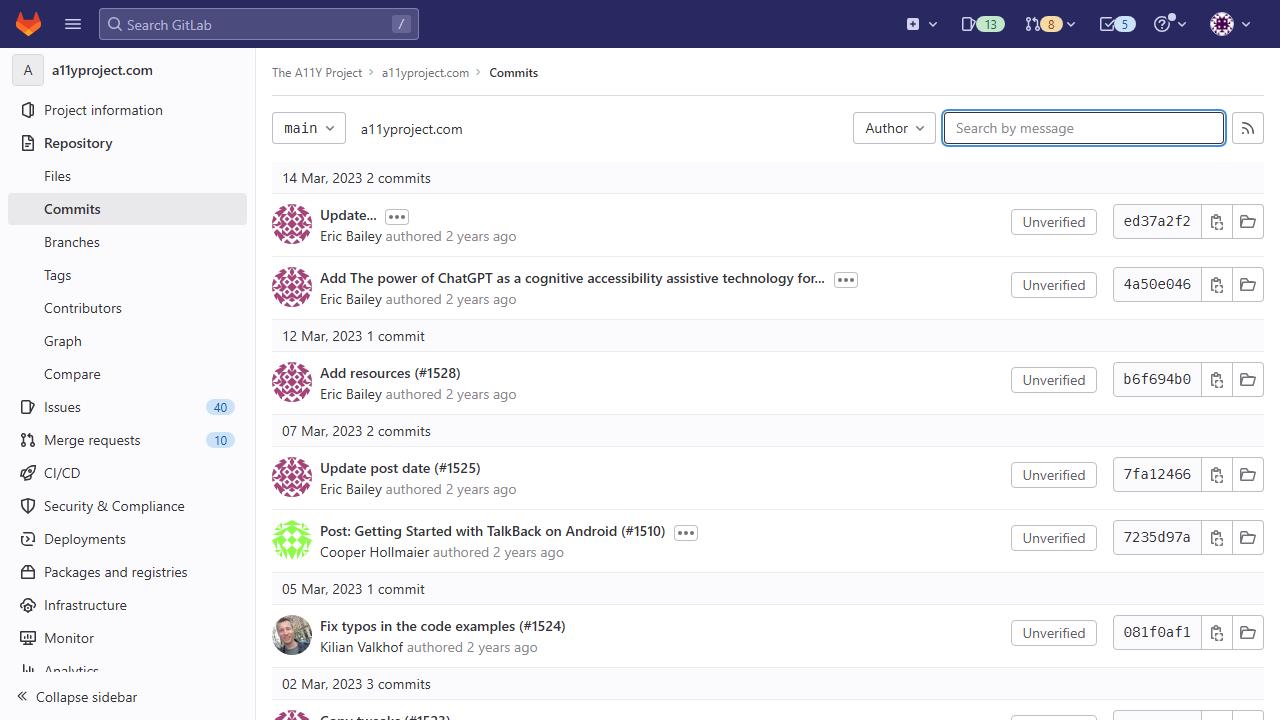 Search GitLab
/
13
8
5
A
a11yproject.com
Project information
Repository
Files
Commits
Branches
Tags
Contributors
Graph
Compare
Issues
40
Merge requests
10
CI/CD
Security & Compliance
Deployments
Packages and registries
Infrastructure
Monitor
Analytics
Collapse sidebar
The A11Y Project
a11yproject.com
Commits
main
a11yproject.com
Author
Search by message
14 Mar, 2023 2 commits
Update...
Eric Bailey authored 2 years ago
Unverified
ed37a2f2
Add The power of ChatGPT as a cognitive accessibility assistive technology for...
Eric Bailey authored 2 years ago
Unverified
4a50e046
12 Mar, 2023 1 commit
Add resources (#1528)
Eric Bailey authored 2 years ago
Unverified
b6f694b0
07 Mar, 2023 2 commits
Update post date (#1525)
Eric Bailey authored 2 years ago
Unverified
7fa12466
Post: Getting Started with TalkBack on Android (#1510)
Cooper Hollmaier authored 2 years ago
Unverified
7235d97a
05 Mar, 2023 1 commit
Fix typos in the code examples (#1524)
Kilian Valkhof authored 2 years ago
Unverified
081f0af1
02 Mar, 2023 3 commits
Copy tweaks (#1523)